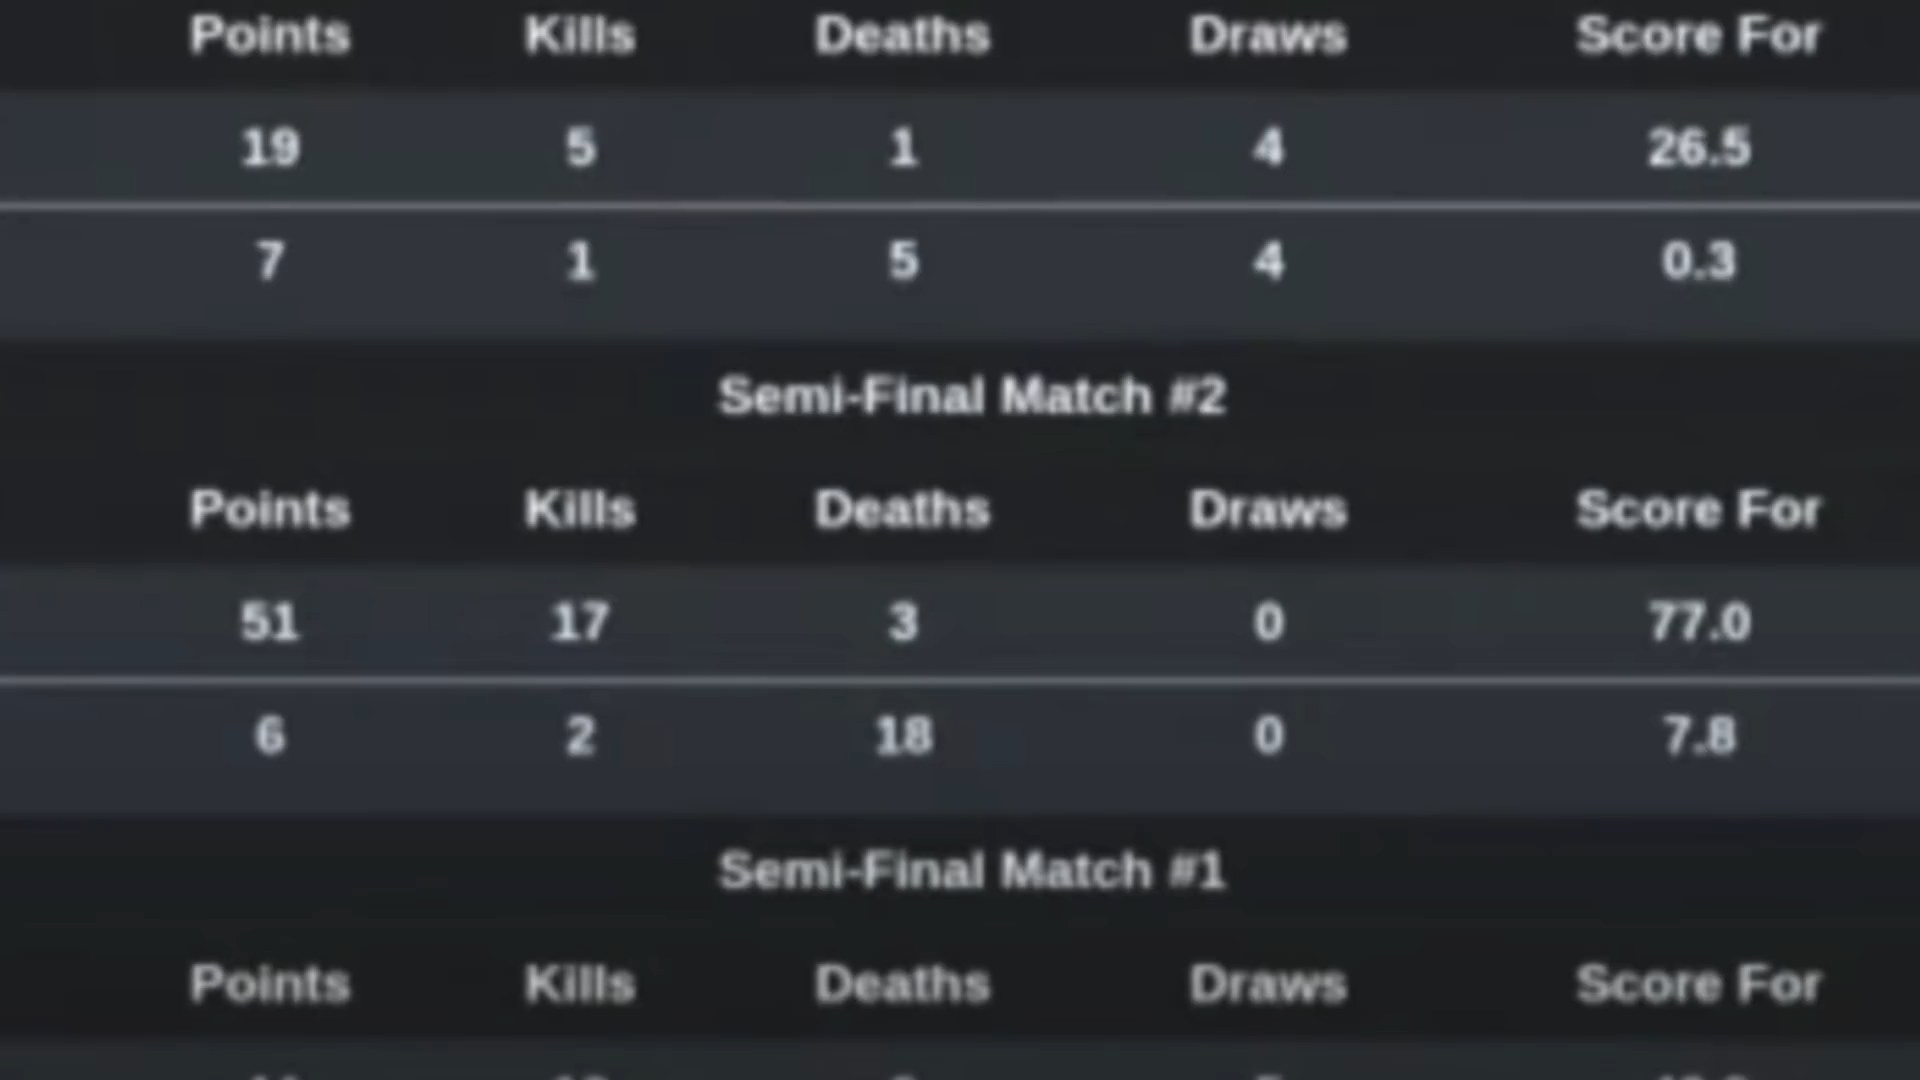 Points Kills Deaths Draws Score For
19 5 1 4 26.5
7 1 5 4 0.3
Semi-Final Match #2
Points Kills Deaths Draws Score For
51 17 3 0 77.0
6 2 18 0 7.8
Semi-Final Match #1
Points Kills Deaths Draws Score For